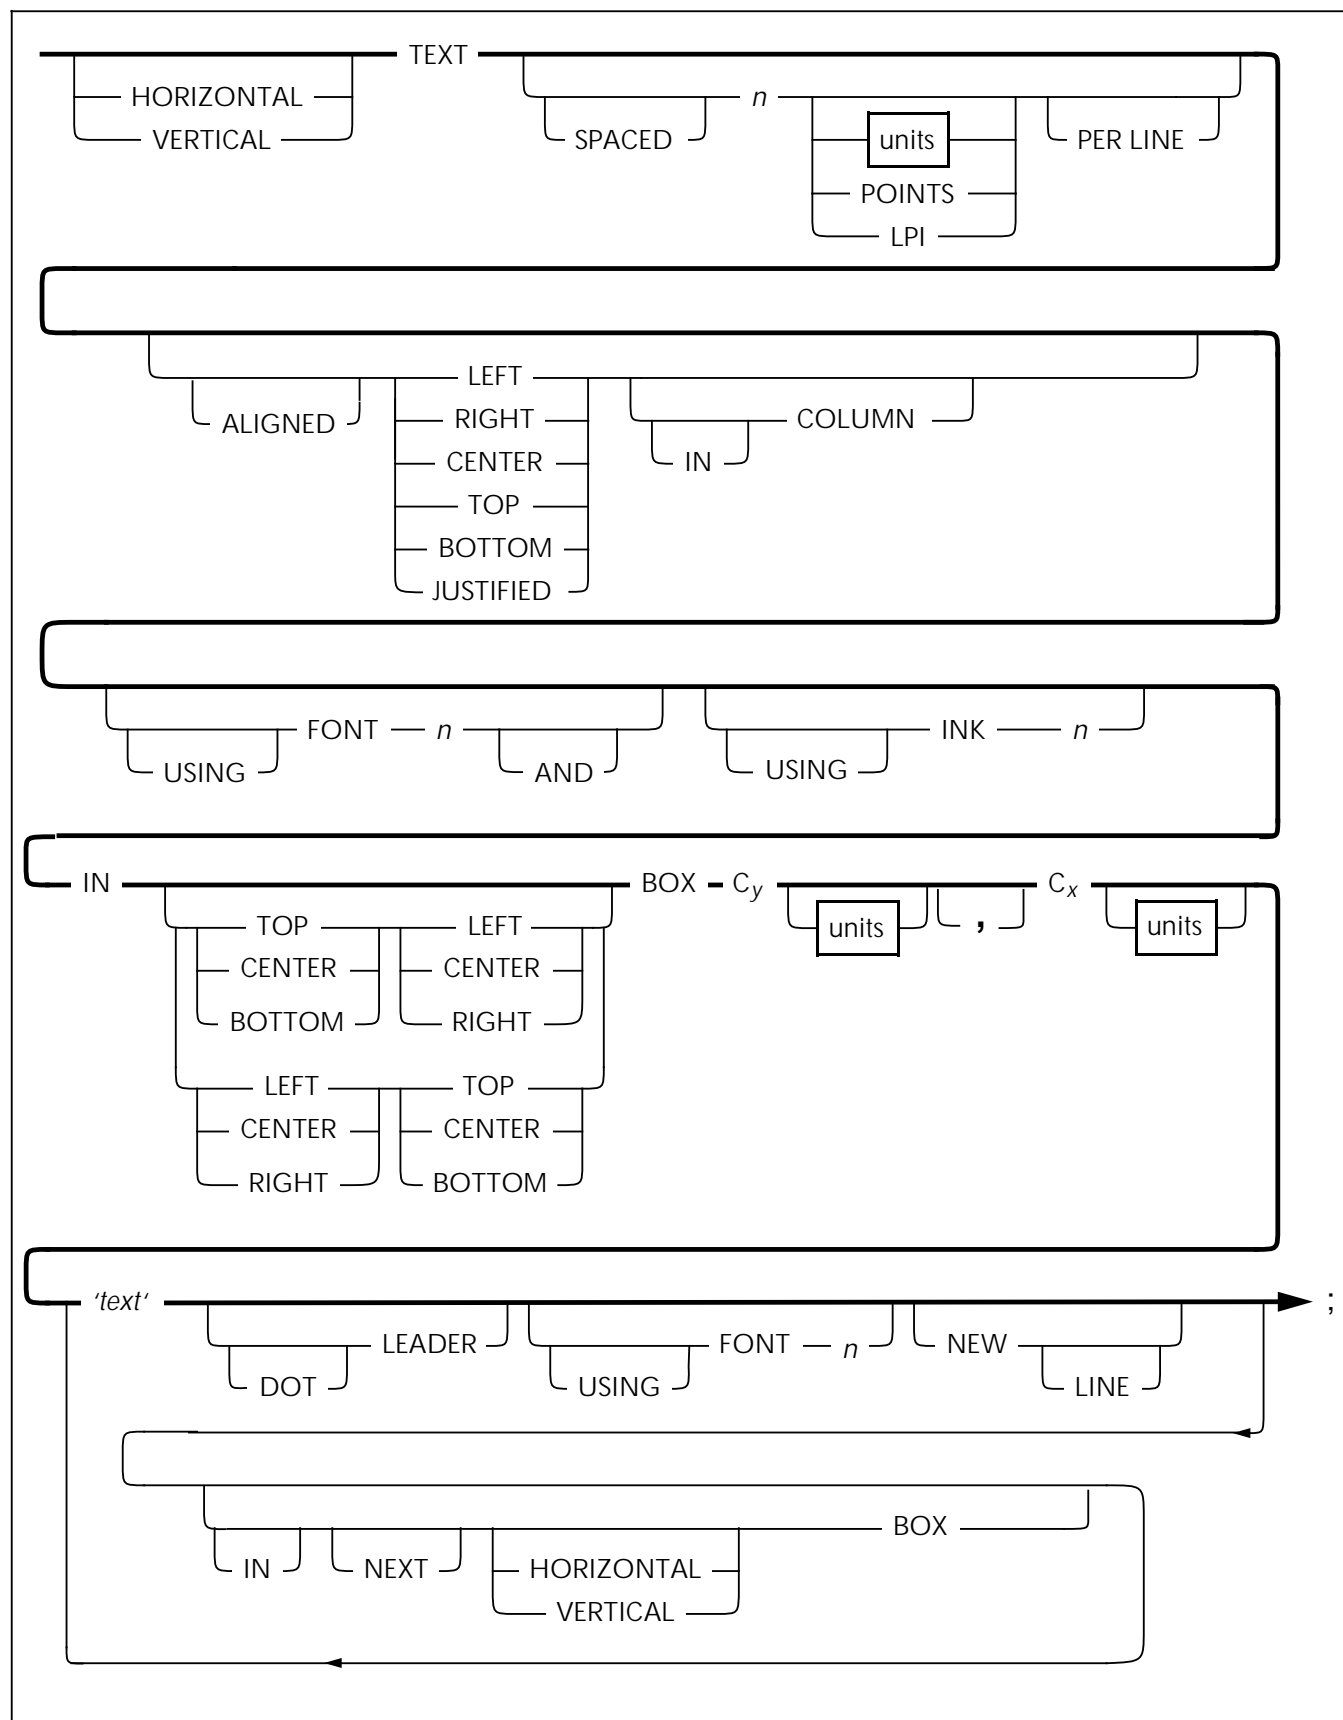 TEXT
HORIZONTAL n
VERTICAL SPACED units PER LINE
POINTS
LPI
LEFT
ALIGNED RIGHT COLUMN
CENTER IN
TOP
BOTTOM
JUSTIFIED
FONT n INK n
USING AND USING
IN BOX Cy Cx
TOP LEFT units , units
CENTER CENTER
BOTTOM RIGHT
LEFT TOP
CENTER CENTER
RIGHT BOTTOM
‘text‘ ;
LEADER FONT n NEW
DOT USING LINE
BOX
IN NEXT HORIZONTAL
VERTICAL